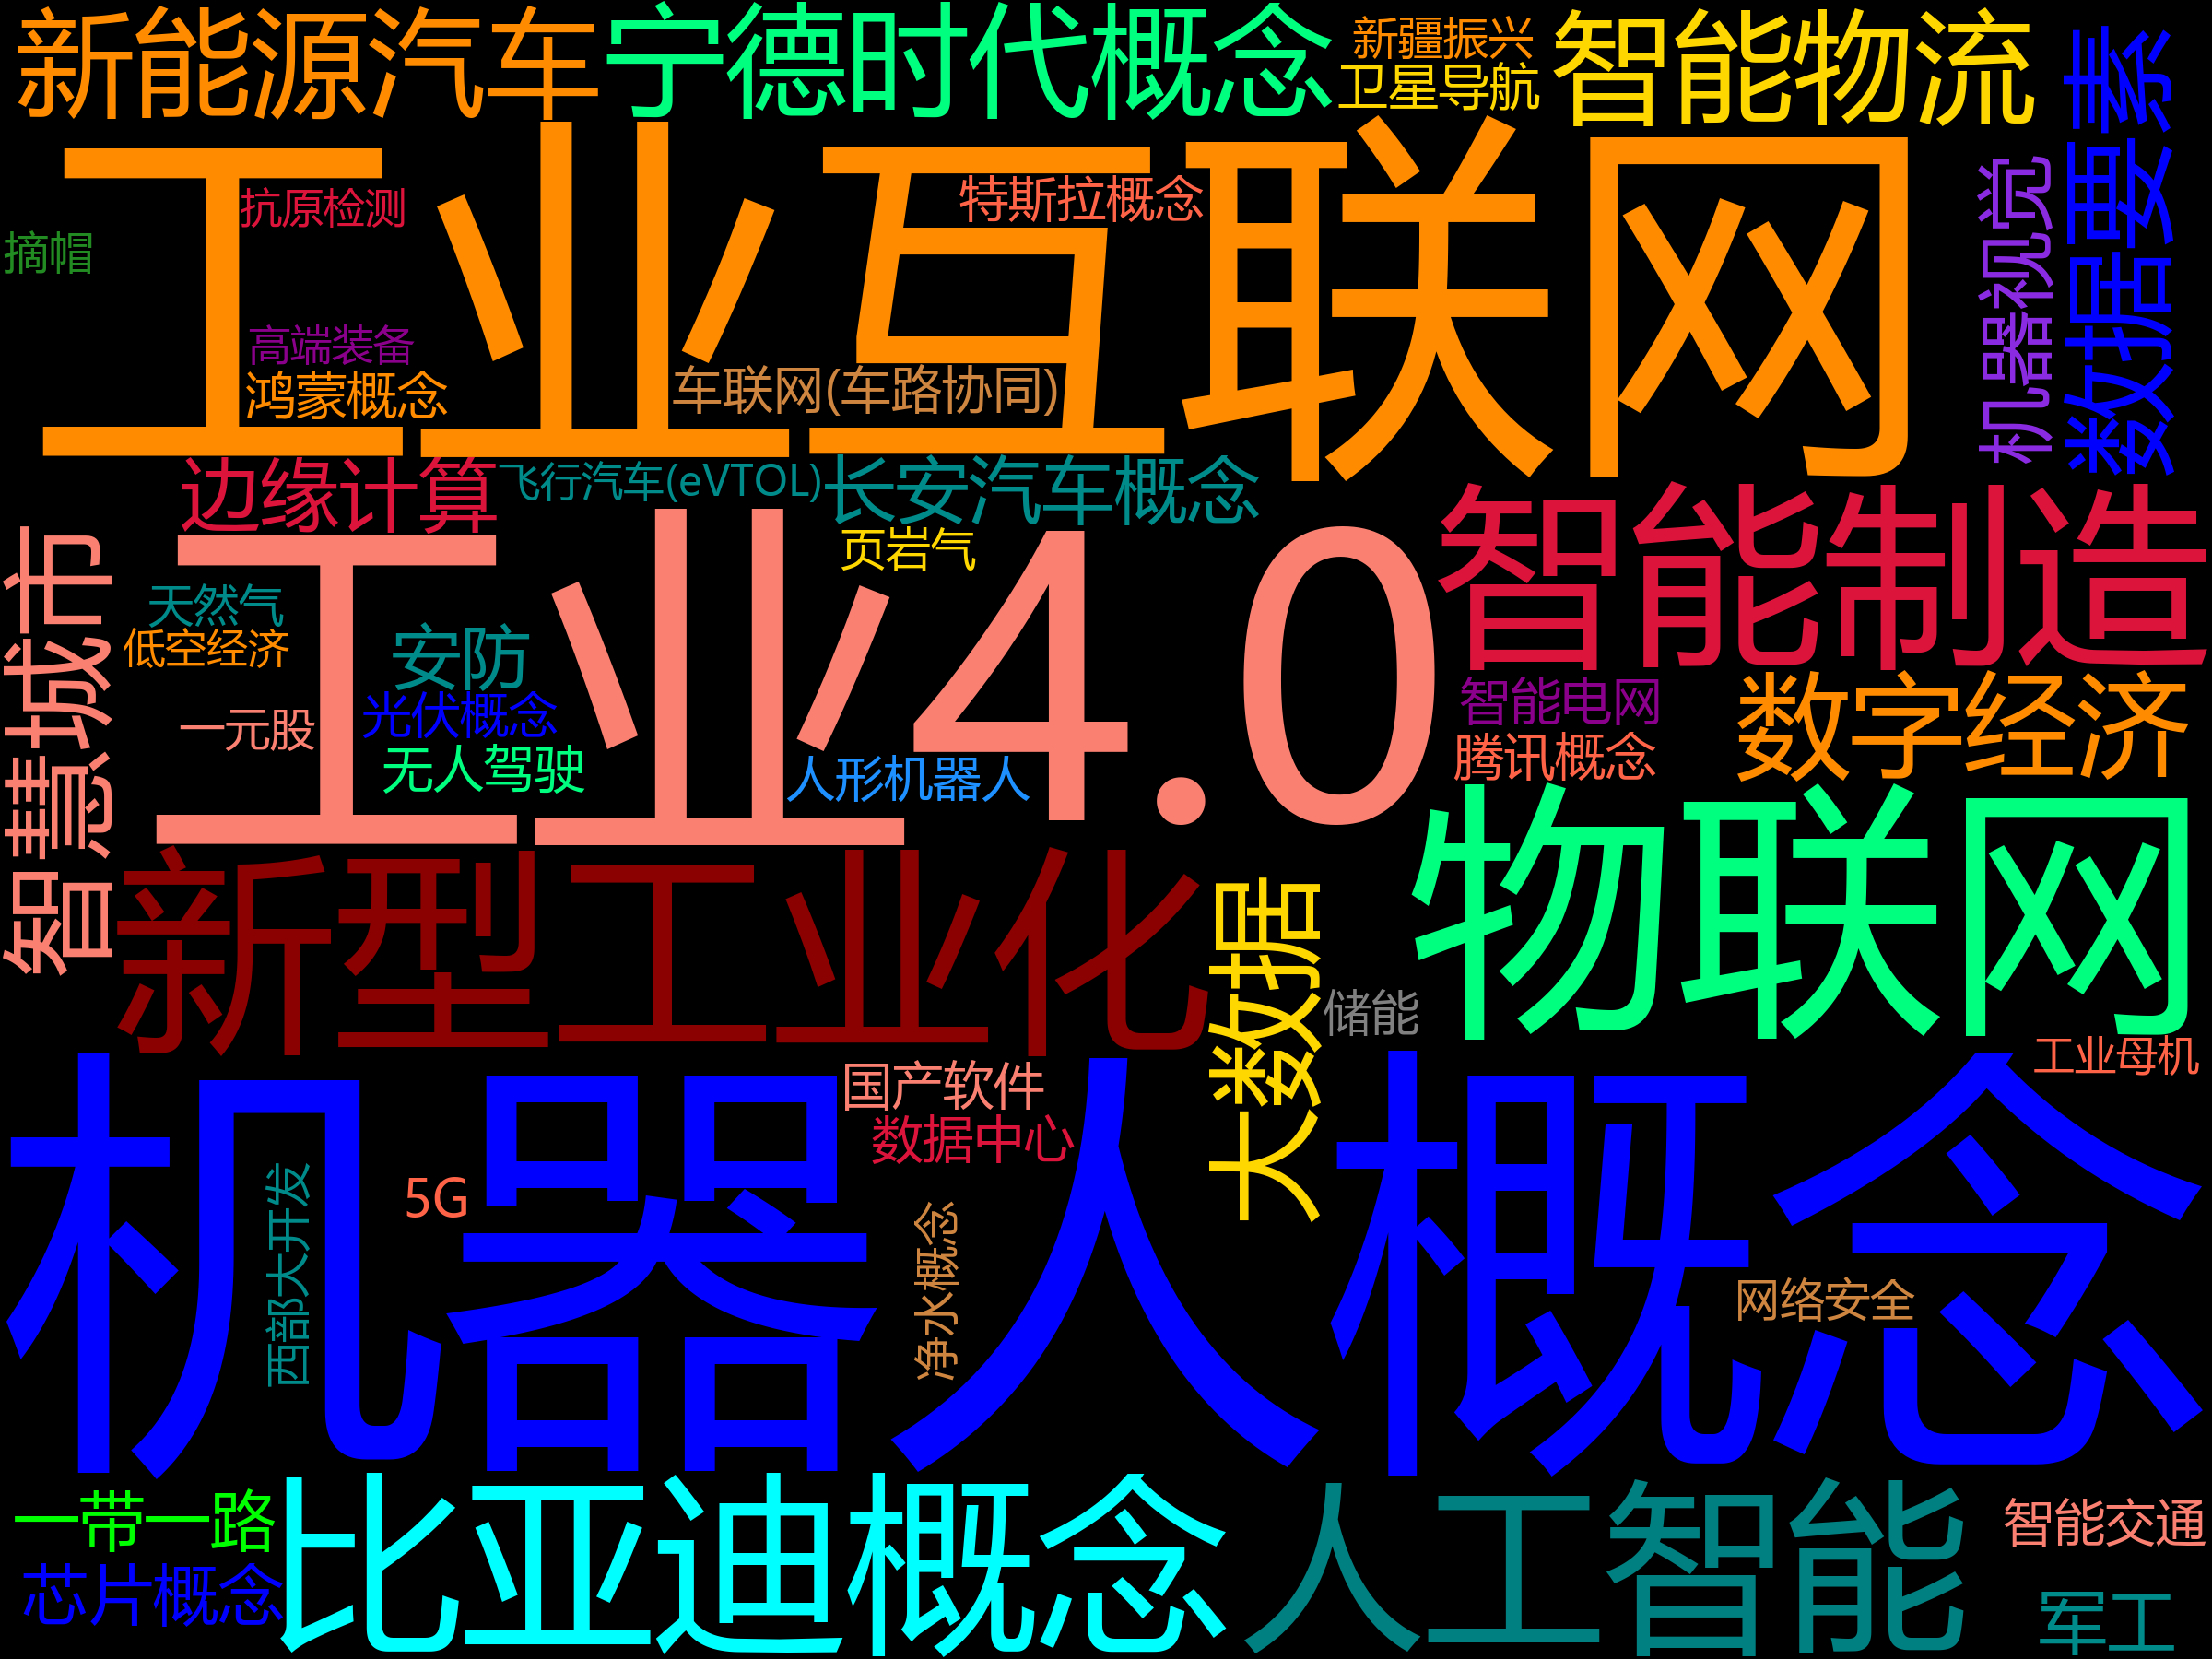 新能源汽车
宁德时代概念
新疆振兴
卫星导航
智能物流
数据要素
机器视觉
工业互联网
抗原检测
特斯拉概念
摘帽
高端装备
鸿蒙概念
车联网(车路协同)
边缘计算
飞行汽车(eVTOL)
长安汽车概念
页岩气
智能制造
智慧城市
工业4.0
天然气
低空经济
安防
一元股
光伏概念
无人驾驶
人形机器人
智能电网
腾讯概念
数字经济
物联网
新型工业化
大数据
储能
工业母机
国产软件
数据中心
机器人概念
西部大开发
5G
净水概念
网络安全
一带一路
芯片概念
比亚迪概念
人工智能
智能交通
军工